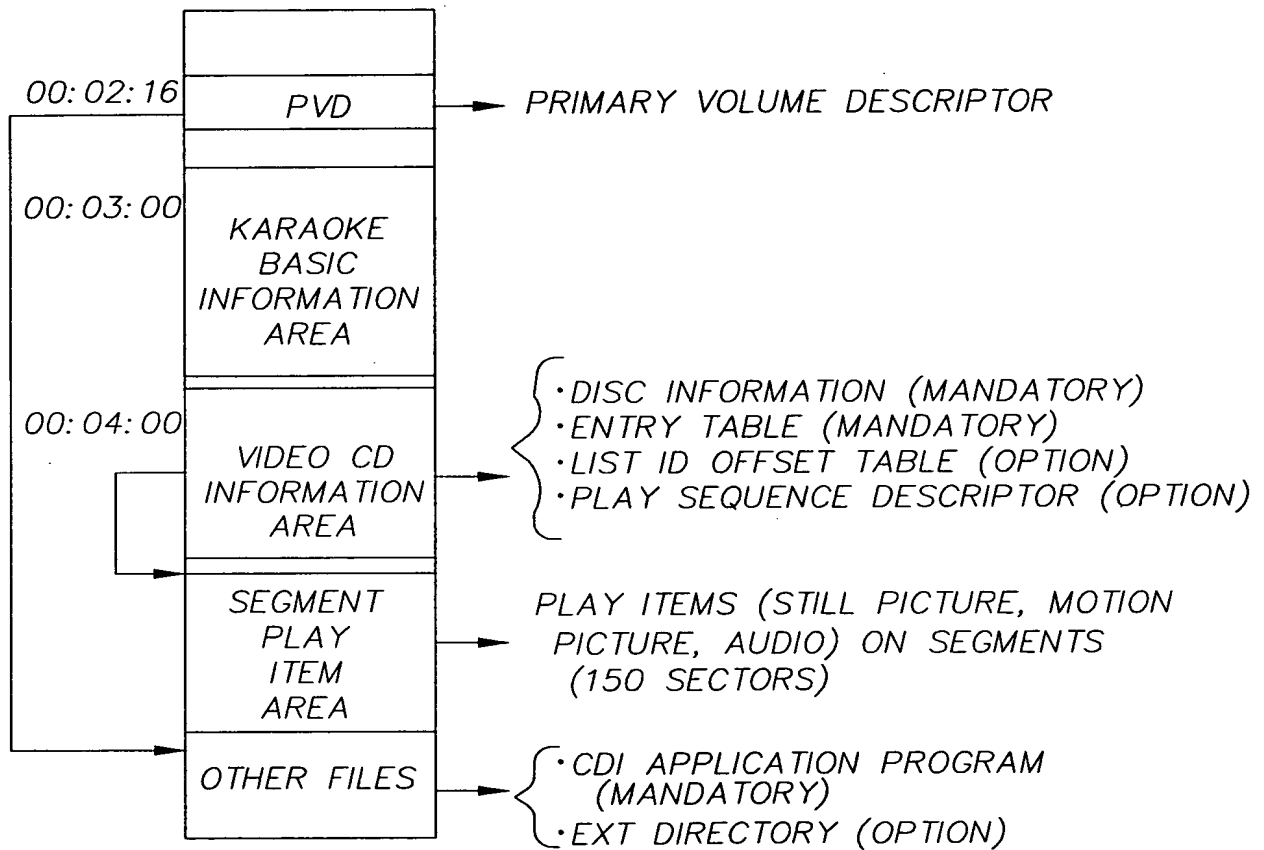 00:02:16
PVD
PRIMARY VOLUME DESCRIPTOR
00:03:00
KARAOKE
BASIC
INFORMATION
AREA
00:04:00
VIDEO CD
INFORMATION
AREA
·DISC INFORMATION (MANDATORY)
·ENTRY TABLE (MANDATORY)
·LIST ID OFFSET TABLE (OPTION)
·PLAY SEQUENCE DESCRIPTOR (OPTION)
SEGMENT
PLAY
ITEM
AREA
PLAY ITEMS (STILL PICTURE, MOTION
PICTURE, AUDIO) ON SEGMENTS
(150 SECTORS)
OTHER FILES
·CDI APPLICATION PROGRAM
(MANDATORY)
·EXT DIRECTORY (OPTION)